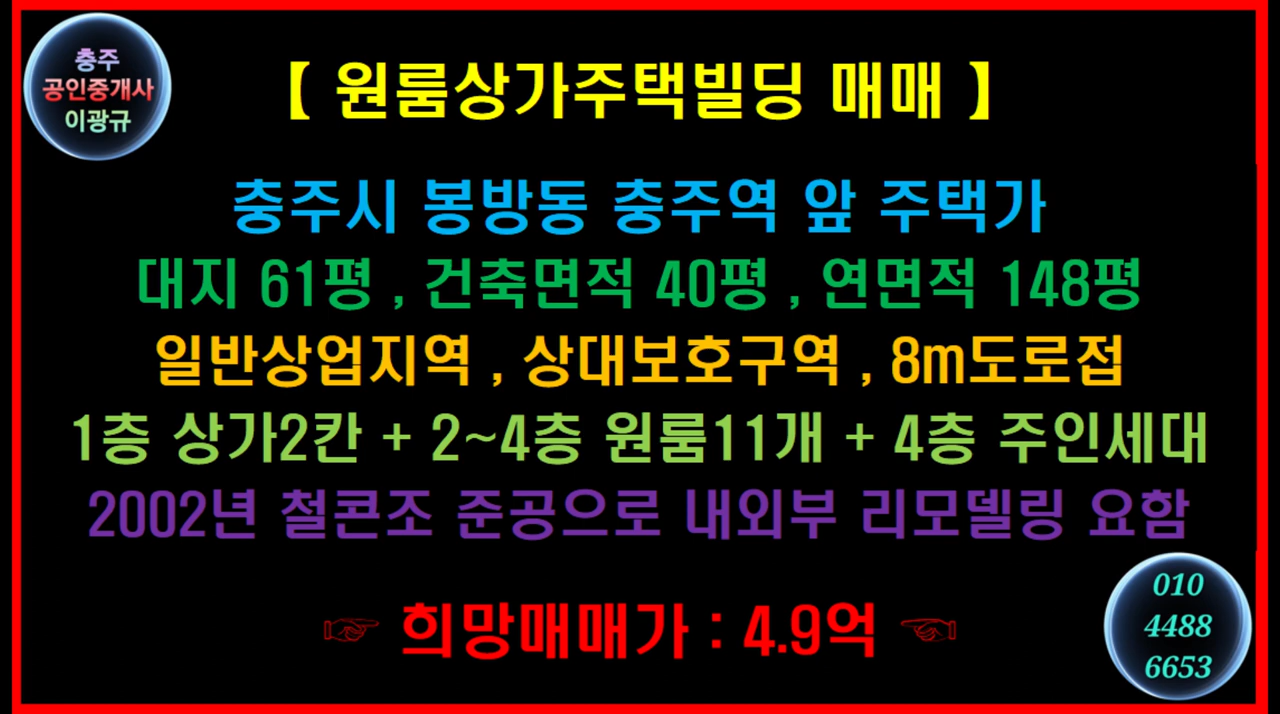 충주
공인중개사
이광규
【 원룸상가주택빌딩 매매 】
충주시 봉방동 충주역 앞 주택가
대지 61평 , 건축면적 40평 , 연면적 148평
일반상업지역 , 상대보호구역 , 8m도로접
1층 상가2칸 + 2~4층 원룸11개 + 4층 주인세대
2002년 철콘조 준공으로 내외부 리모델링 요함
☞ 희망매매가 : 4.9억 ☜
010
4488
6653